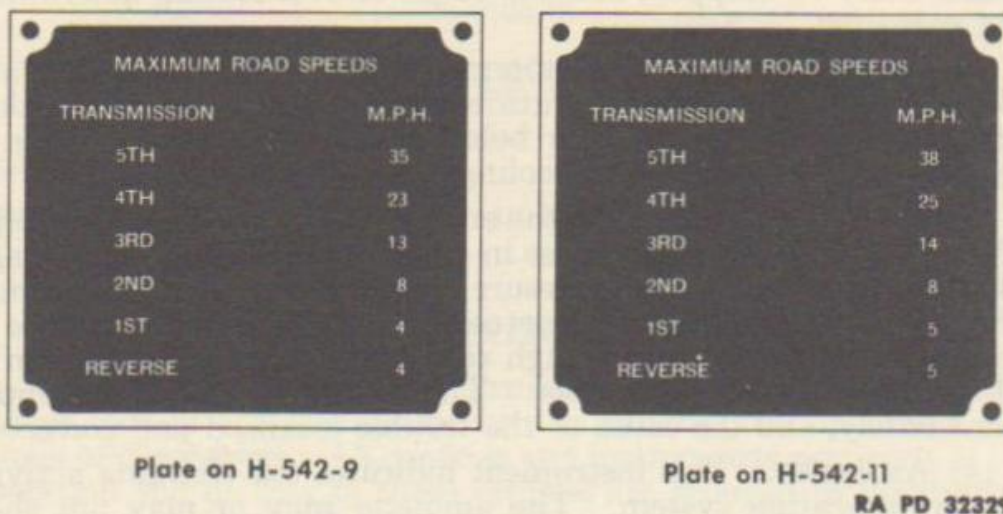 MAXIMUM ROAD SPEEDS
TRANSMISSION M.P.H.
5TH 35
4TH 23
3RD 13
2ND 8
1ST 4
REVERSE 4
Plate on H-542-9
MAXIMUM ROAD SPEEDS
TRANSMISSION M.P.H.
5TH 38
4TH 25
3RD 14
2ND 8
1ST 5
REVERSE 5
Plate on H-542-11
RA PD 32329